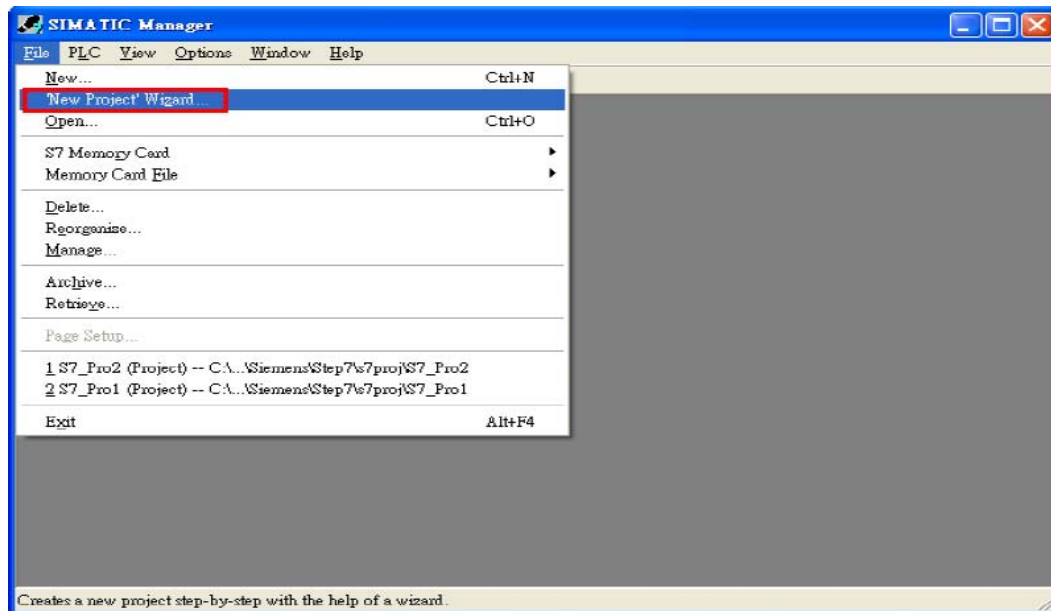 SIMATIC Manager
File PLC View Options Window Help
New... Ctrl+N
'New Project' Wizard...
Open... Ctrl+O
S7 Memory Card
Memory Card File
Delete...
Reorganize...
Manage...
Archive...
Retrieve...
Page Setup...
1 S7_Pro2 (Project) -- C:\...\Siemens\Step7\s7proj\S7_Pro2
2 S7_Pro1 (Project) -- C:\...\Siemens\Step7\s7proj\S7_Pro1
Exit Alt+F4
Creates a new project step-by-step with the help of a wizard.